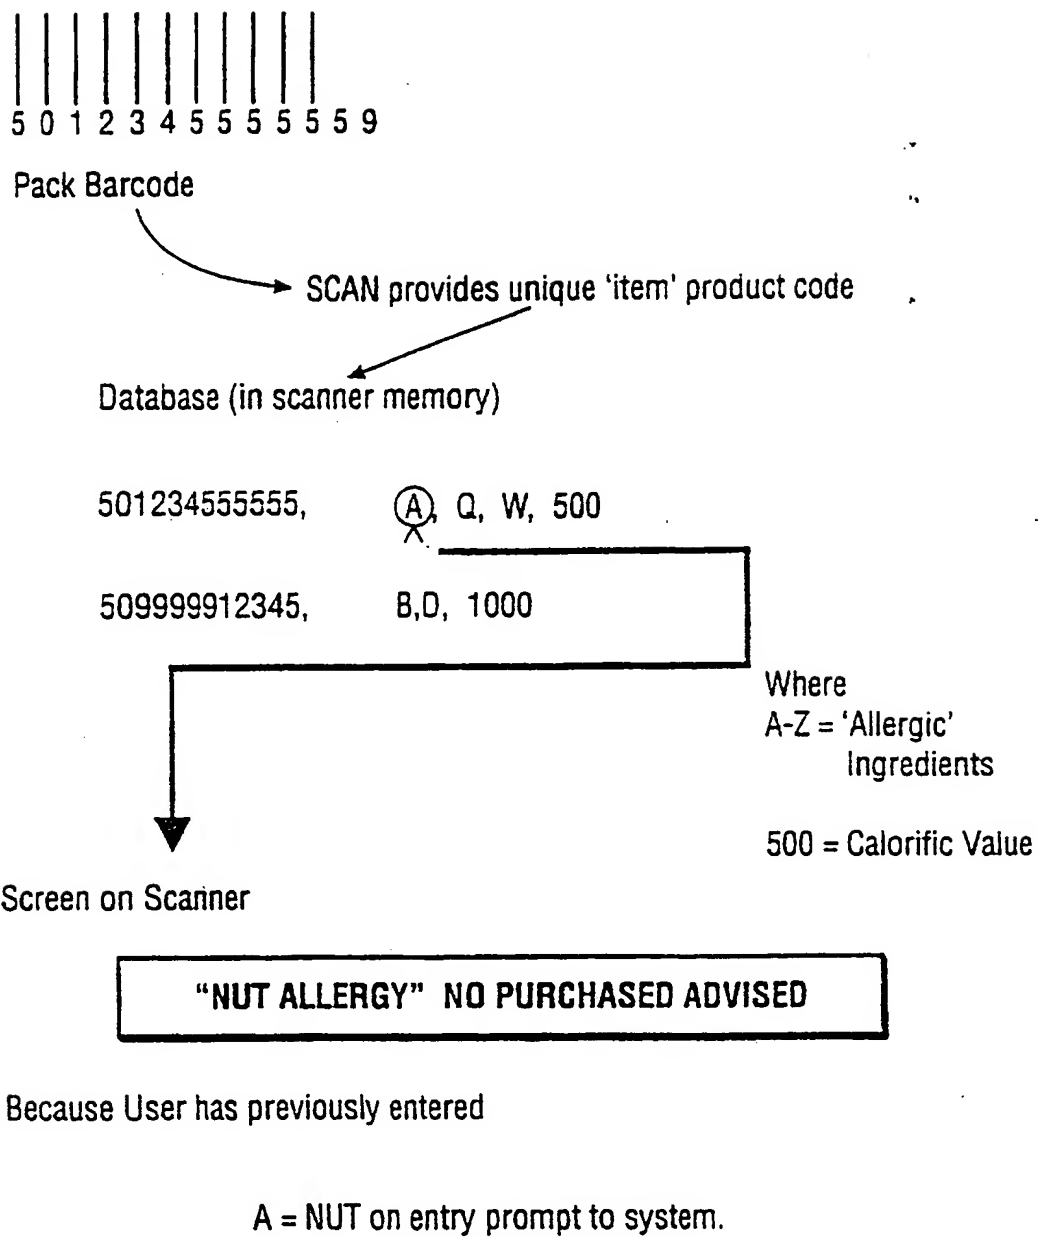 5 0 1 2 3 4 5 5 5 5 5 5 9
Pack Barcode
SCAN provides unique ‘item’ product code
Database (in scanner memory)
501234555555, A, Q, W, 500
509999912345, B,D, 1000
Where
A-Z = ‘Allergic’
Ingredients
500 = Calorific Value
Screen on Scanner
“NUT ALLERGY” NO PURCHASED ADVISED
Because User has previously entered
A = NUT on entry prompt to system.